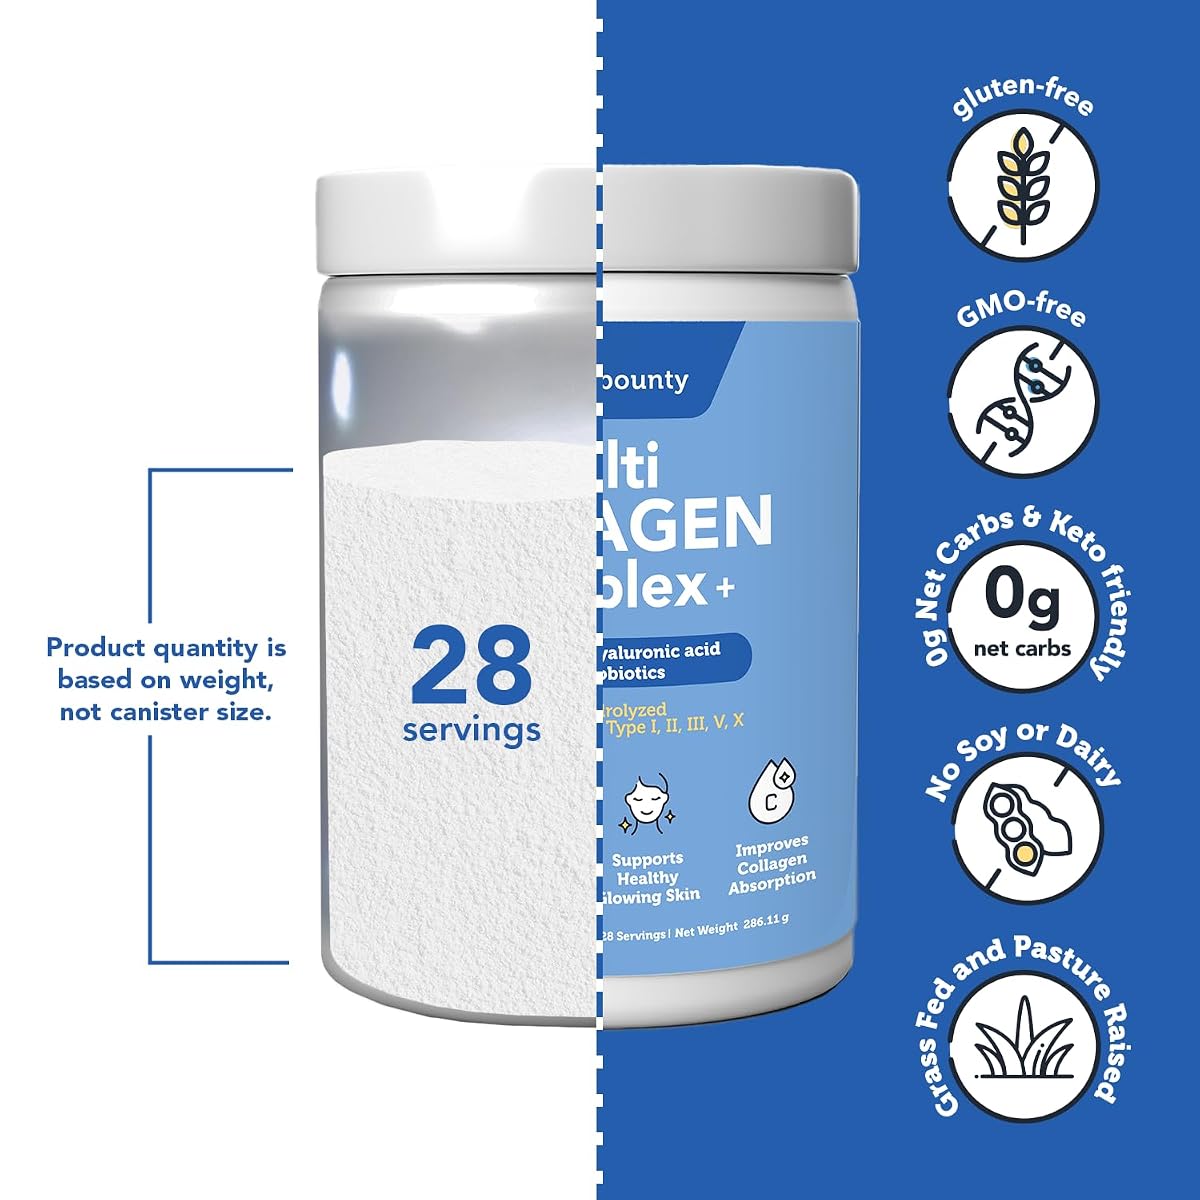 Product quantity is
based on weight,
not canister size.
28
servings
bounty
lti
AGEN
plex+
yaluronic acid
obiotics
rolyzed
Type I, II, III, V, X
Supports
Healthy
Glowing Skin
C
Improves
Collagen
Absorption
28 Servings | Net Weight 286.11 g
gluten-free
GMO-free
0g Net Carbs & Keto friendly
0g
net carbs
No Soy or Dairy
Grass Fed and Pasture Raised